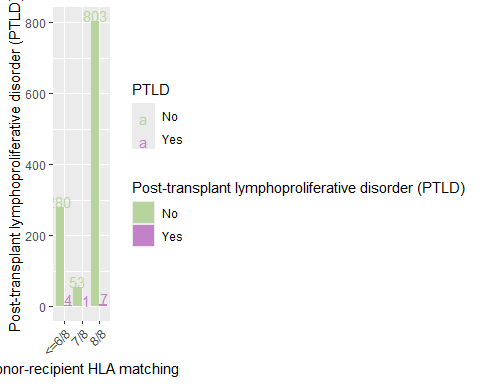 Post-transplant lymphoproliferative disorder (PTLD)
800
600
400
200
0
280
4
53
1
803
7
<=6/8
7/8
8/8
onor-recipient HLA matching
PTLD
a No
a Yes
Post-transplant lymphoproliferative disorder (PTLD)
No
Yes